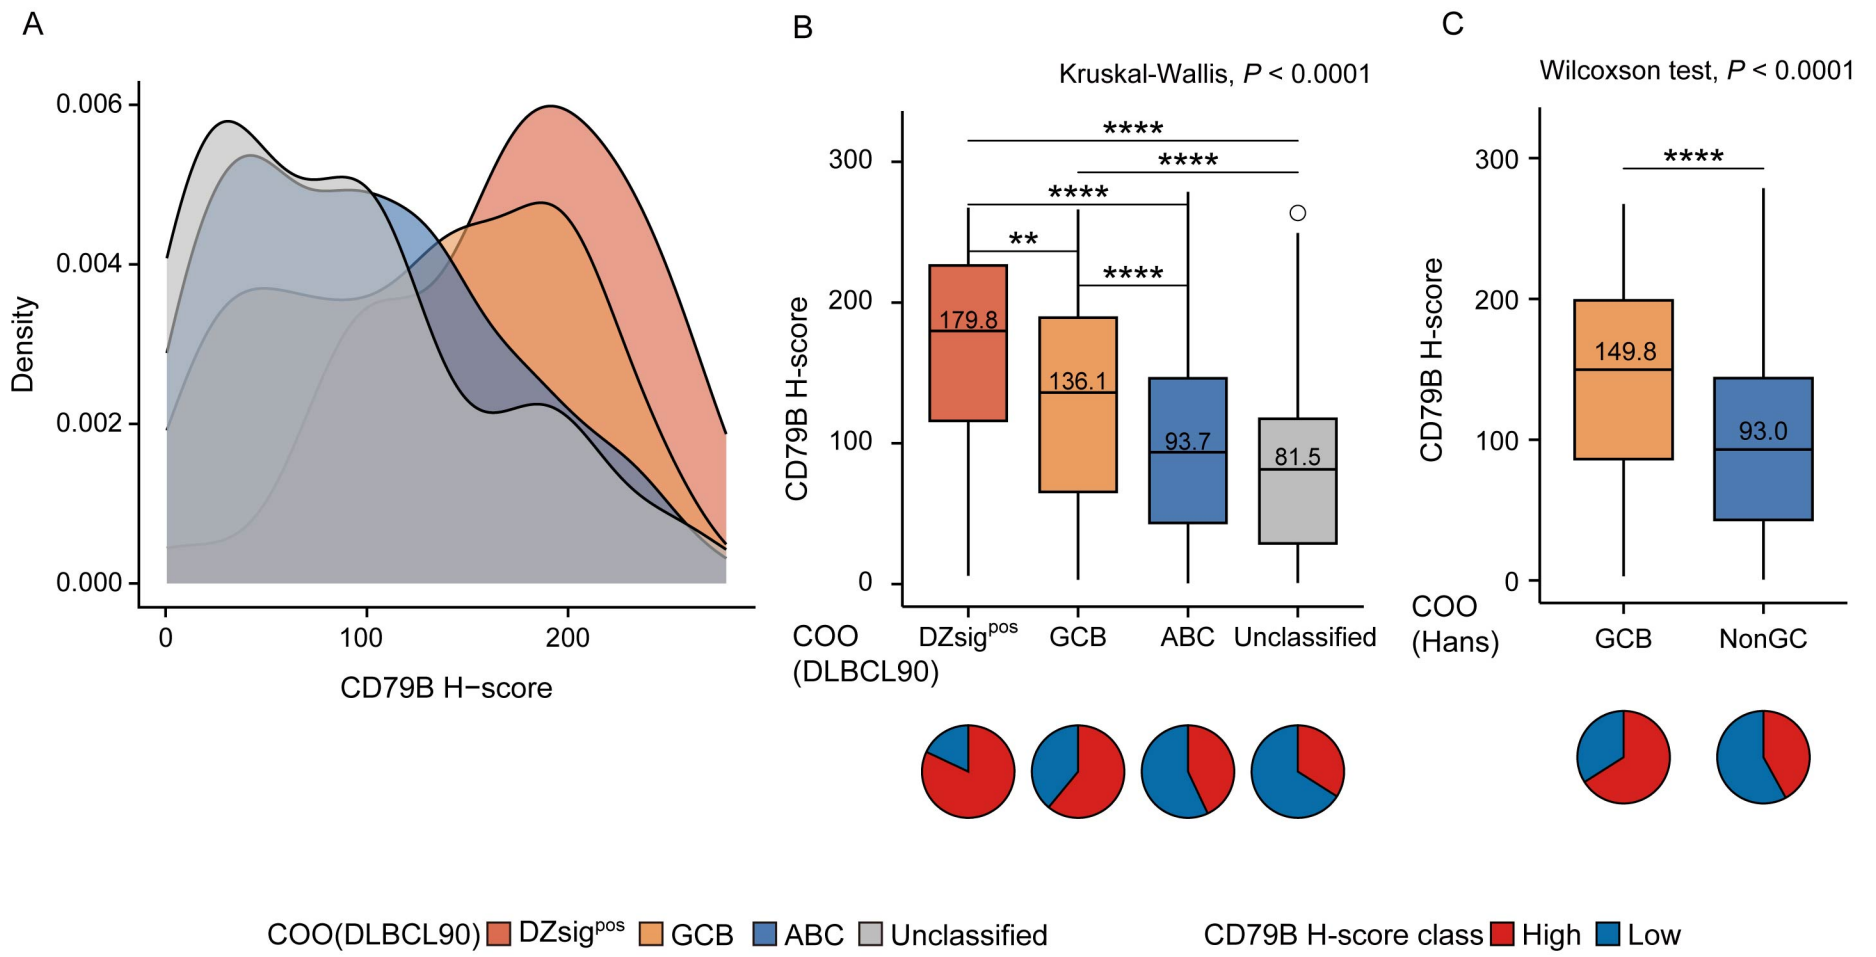 A
B
C
Kruskal-Wallis, P < 0.0001
Wilcoxson test, P < 0.0001
Density
0.006
0.004
0.002
0.000
0
100
200
CD79B H−score
CD79B H-score
300
200
100
0
****
****
****
**
****
179.8
136.1
93.7
81.5
COO
(DLBCL90)
DZsigpos
GCB
ABC
Unclassified
CD79B H-score
300
200
100
0
****
149.8
93.0
COO
(Hans)
GCB
NonGC
COO(DLBCL90) DZsigpos GCB ABC Unclassified
CD79B H-score class High Low